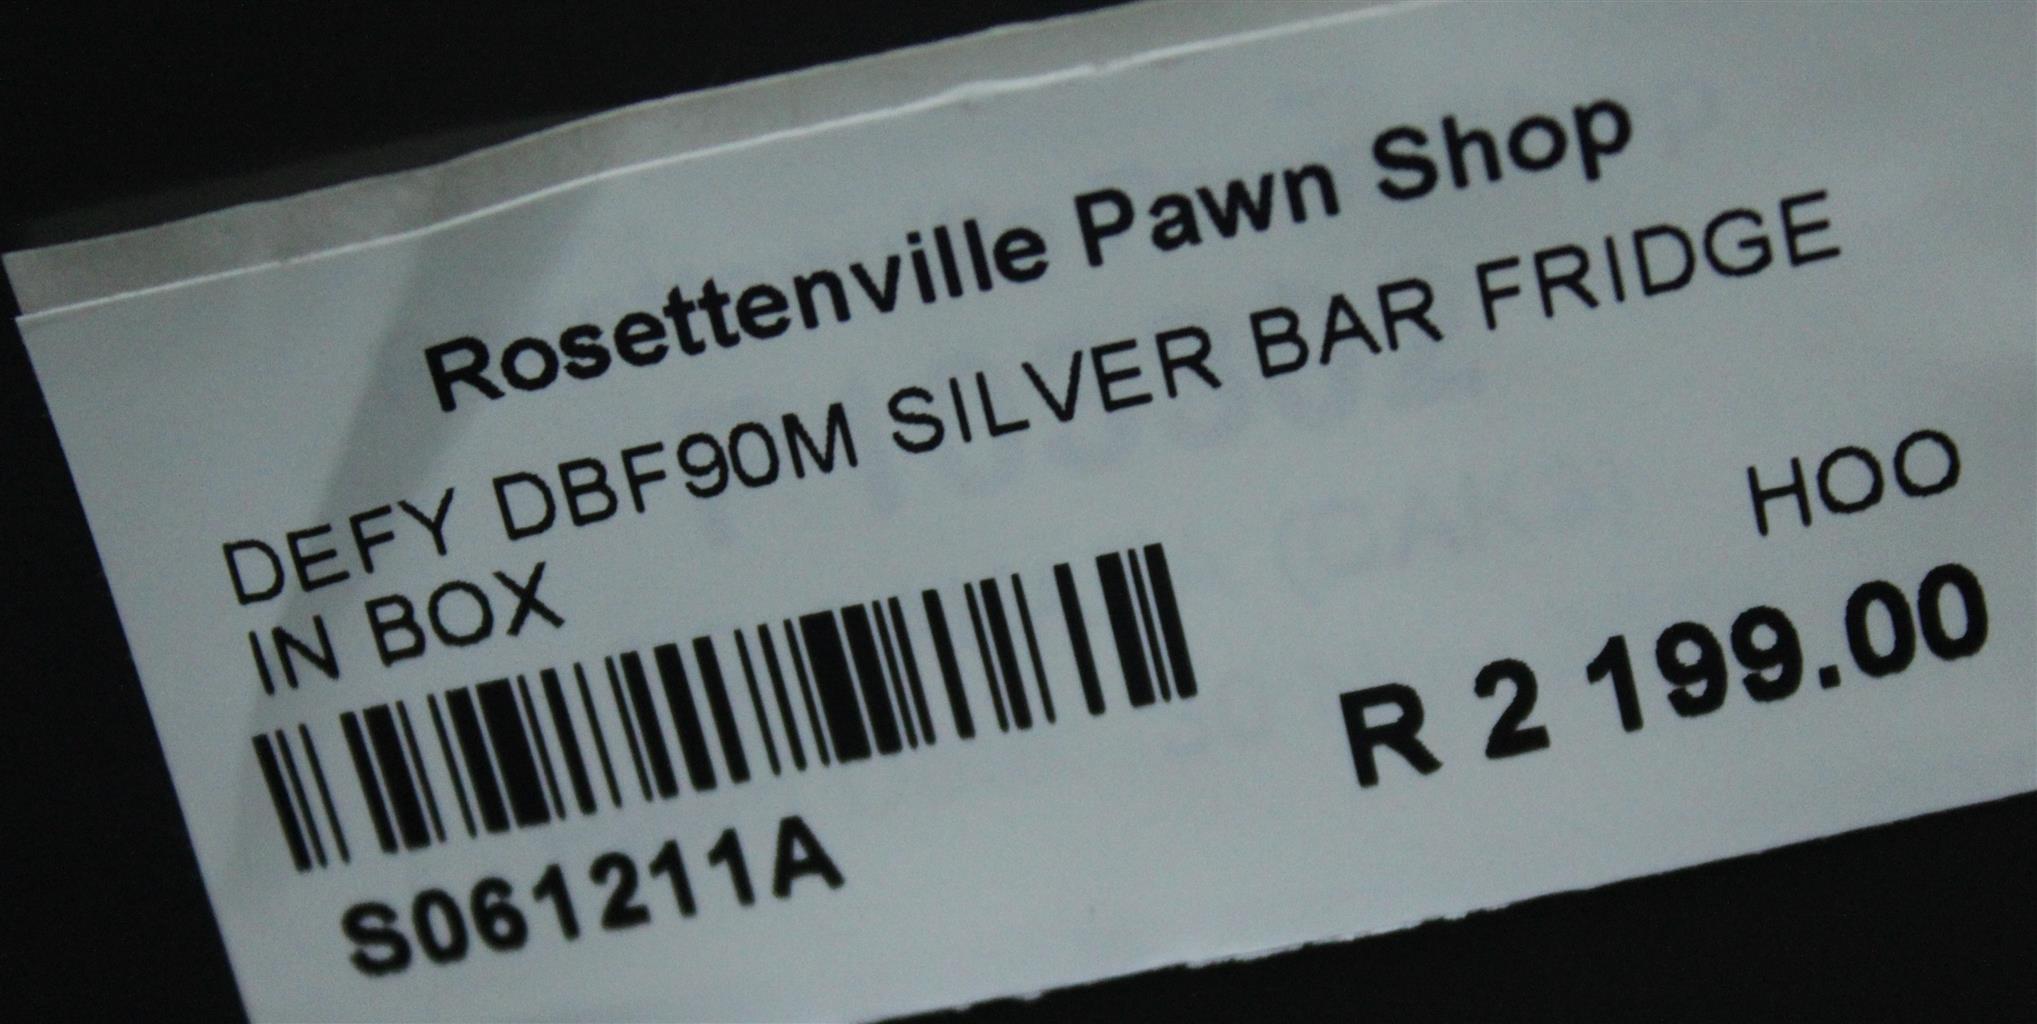 Rosettenville Pawn Shop
DEFY DBF90M SILVER BAR FRIDGE
IN BOX
HOO
R 2 199.00
S061211A